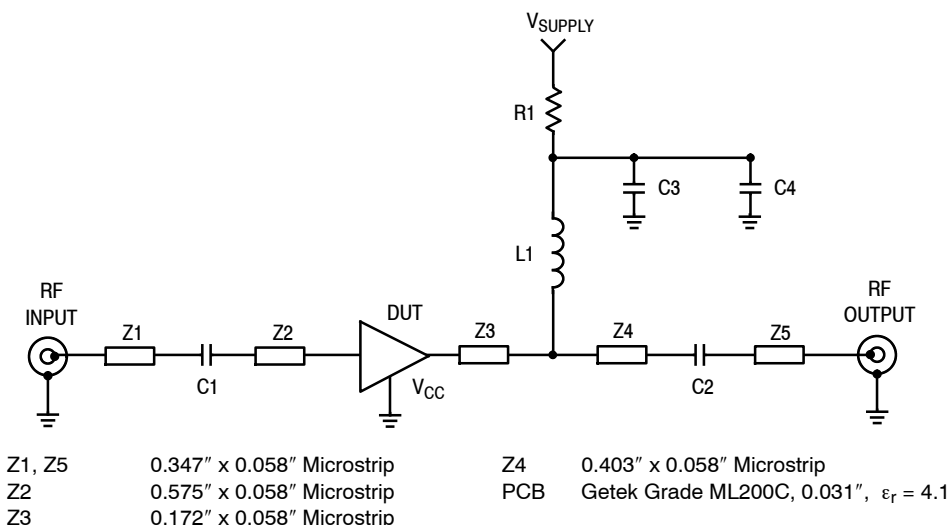 VSUPPLY
R1
C3 C4
L1
RF INPUT
RF OUTPUT
DUT
Z1 Z2 Z3 Z4 Z5
C1 VCC C2
Z1, Z5 0.347″ x 0.058″ Microstrip
Z2 0.575″ x 0.058″ Microstrip
Z3 0.172″ x 0.058″ Microstrip
Z4 0.403″ x 0.058″ Microstrip
PCB Getek Grade ML200C, 0.031″, εr = 4.1